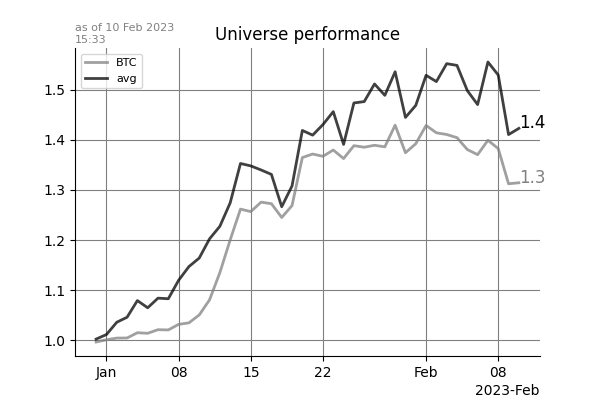 as of 10 Feb 2023
15:33
Universe performance
BTC
avg
1.5
1.4
1.3
1.2
1.1
1.0
1.4
1.3
Jan 08 15 22 Feb 08
2023-Feb